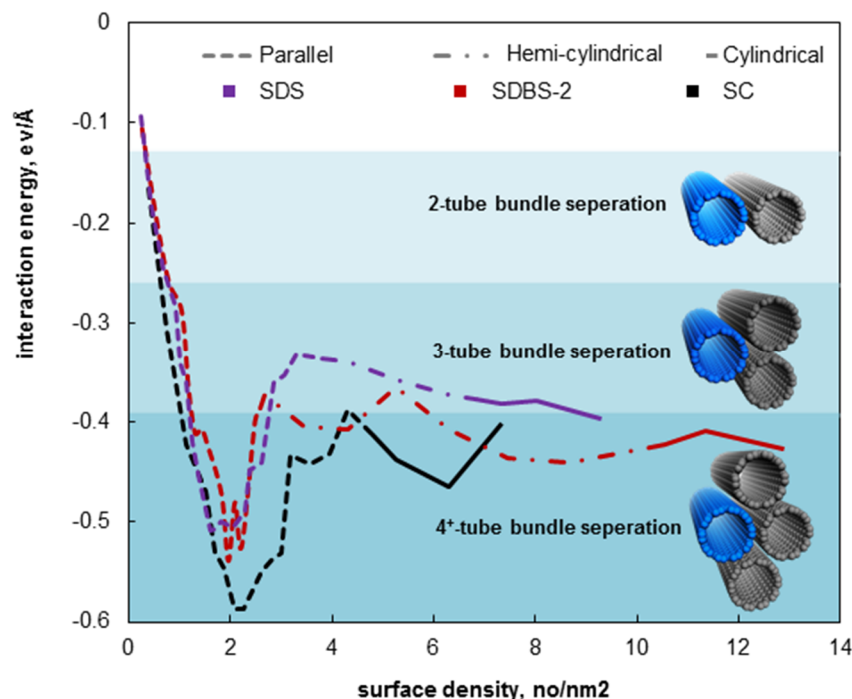 0
Parallel Hemi-cylindrical Cylindrical
SDS SDBS-2 SC
-0.1
2-tube bundle seperation
-0.2
interaction energy, ev/Å
-0.3
3-tube bundle seperation
-0.4
-0.5
4+-tube bundle seperation
-0.6
0 2 4 6 8 10 12 14
surface density, no/nm2